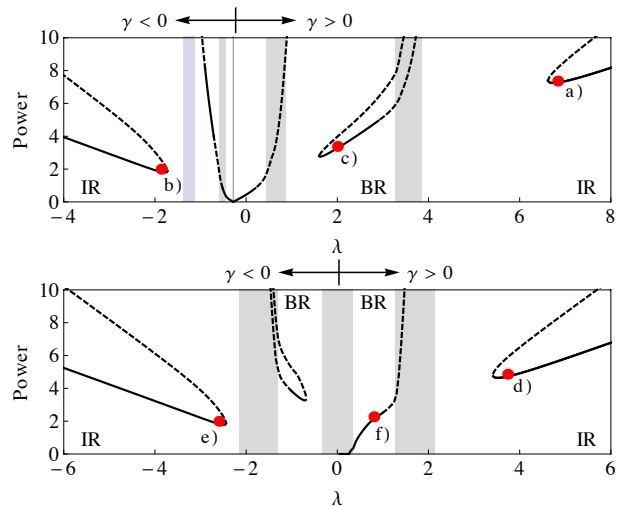 γ < 0 γ > 0
10
8
6
4
2
0
Power
a)
b)
c)
IR BR IR
−4 −2 0 2 4 6 8
λ
γ < 0 γ > 0
10
8
6
4
2
0
Power
BR BR
d)
e)
f)
IR IR
−6 −4 −2 0 2 4 6
λ